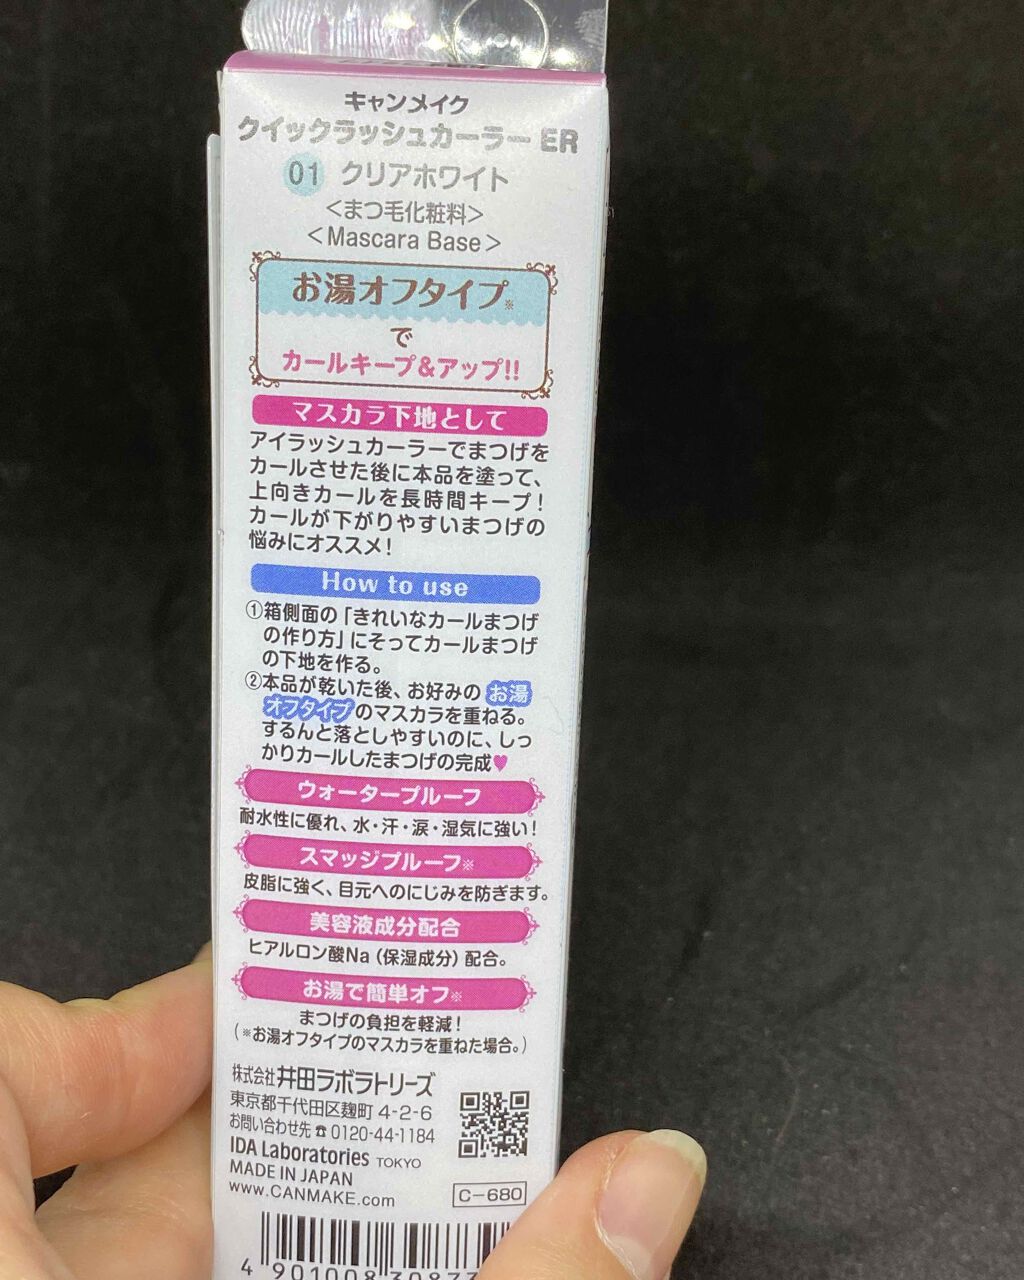 キャンメイク
クイックラッシュカーラー ER
01 クリアホワイト
<まつ毛化粧料>
<Mascara Base>
お湯オフタイプ※
で
カールキープ&アップ!!
マスカラ下地として
アイラッシュカーラーでまつげを
カールさせた後に本品を塗って、
上向きカールを長時間キープ!
カールが下がりやすいまつげの
悩みにオススメ!
How to use
①箱側面の「きれいなカールまつげ
の作り方」にそってカールまつげ
の下地を作る。
②本品が乾いた後、お好みの お湯
オフタイプ のマスカラを重ねる。
するんと落としやすいのに、しっ
かりカールしたまつげの完成♥
ウォータープルーフ
耐水性に優れ、水・汗・涙・湿気に強い!
スマッジプルーフ※
皮脂に強く、目元へのにじみを防ぎます。
美容液成分配合
ヒアルロン酸Na(保湿成分)配合。
お湯で簡単オフ※
まつげの負担を軽減!
(※お湯オフタイプのマスカラを重ねた場合。)
株式会社 井田ラボラトリーズ
東京都千代田区麹町 4-2-6
お問い合わせ先 ☎ 0120-44-1184
IDA Laboratories TOKYO
MADE IN JAPAN
www.CANMAKE.com
C-680